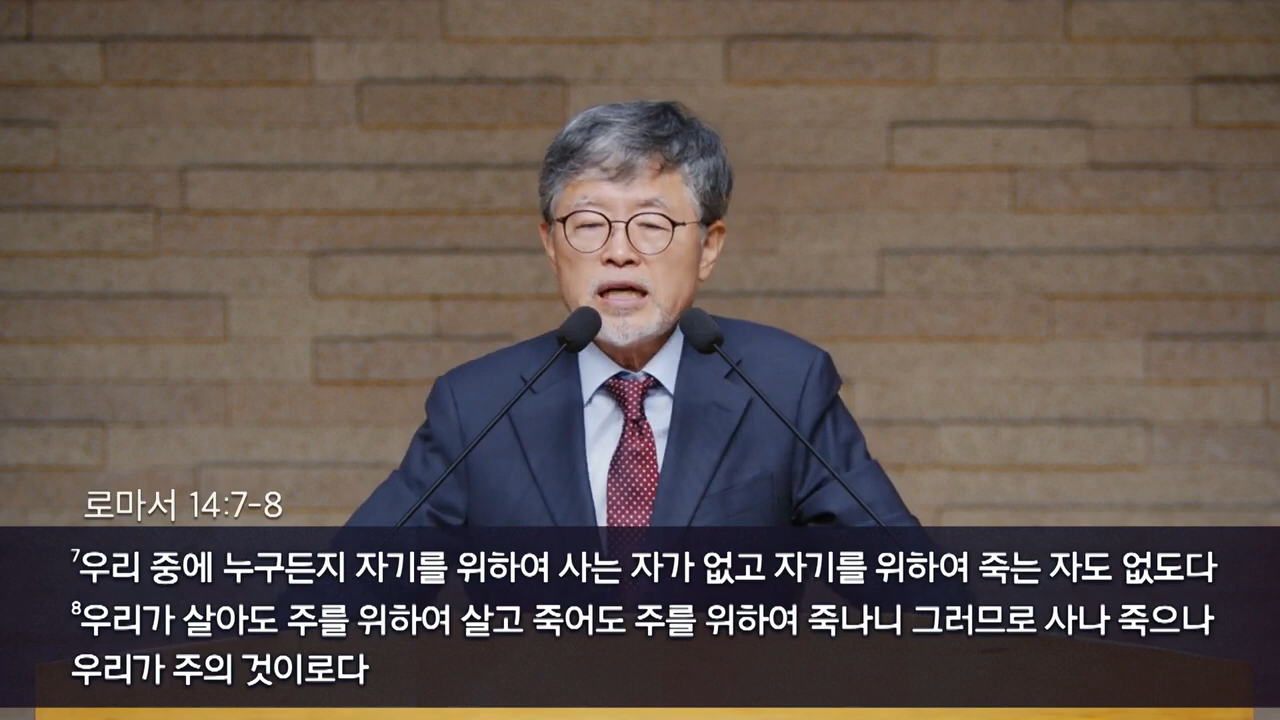 로마서 14:7-8
⁷우리 중에 누구든지 자기를 위하여 사는 자가 없고 자기를 위하여 죽는 자도 없도다
⁸우리가 살아도 주를 위하여 살고 죽어도 주를 위하여 죽나니 그러므로 사나 죽으나
우리가 주의 것이로다